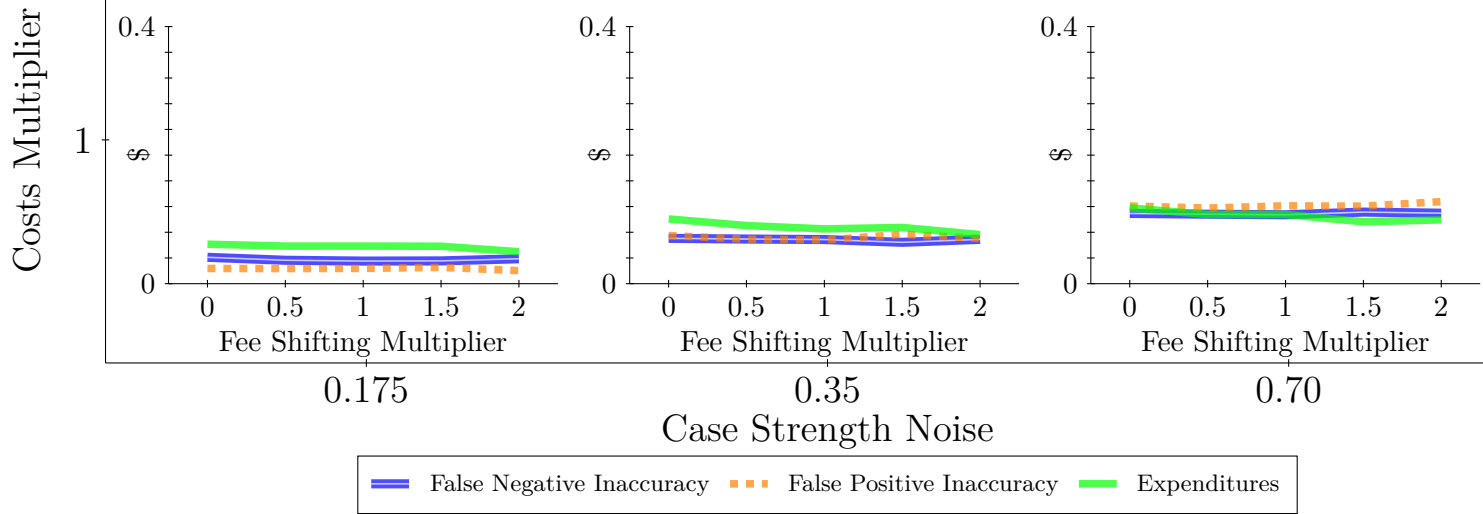 Costs Multiplier
1
0.4
$
0
0 0.5 1 1.5 2
Fee Shifting Multiplier
0.4
$
0
0 0.5 1 1.5 2
Fee Shifting Multiplier
0.4
$
0
0 0.5 1 1.5 2
Fee Shifting Multiplier
0.175 0.35 0.70
Case Strength Noise
False Negative Inaccuracy False Positive Inaccuracy Expenditures